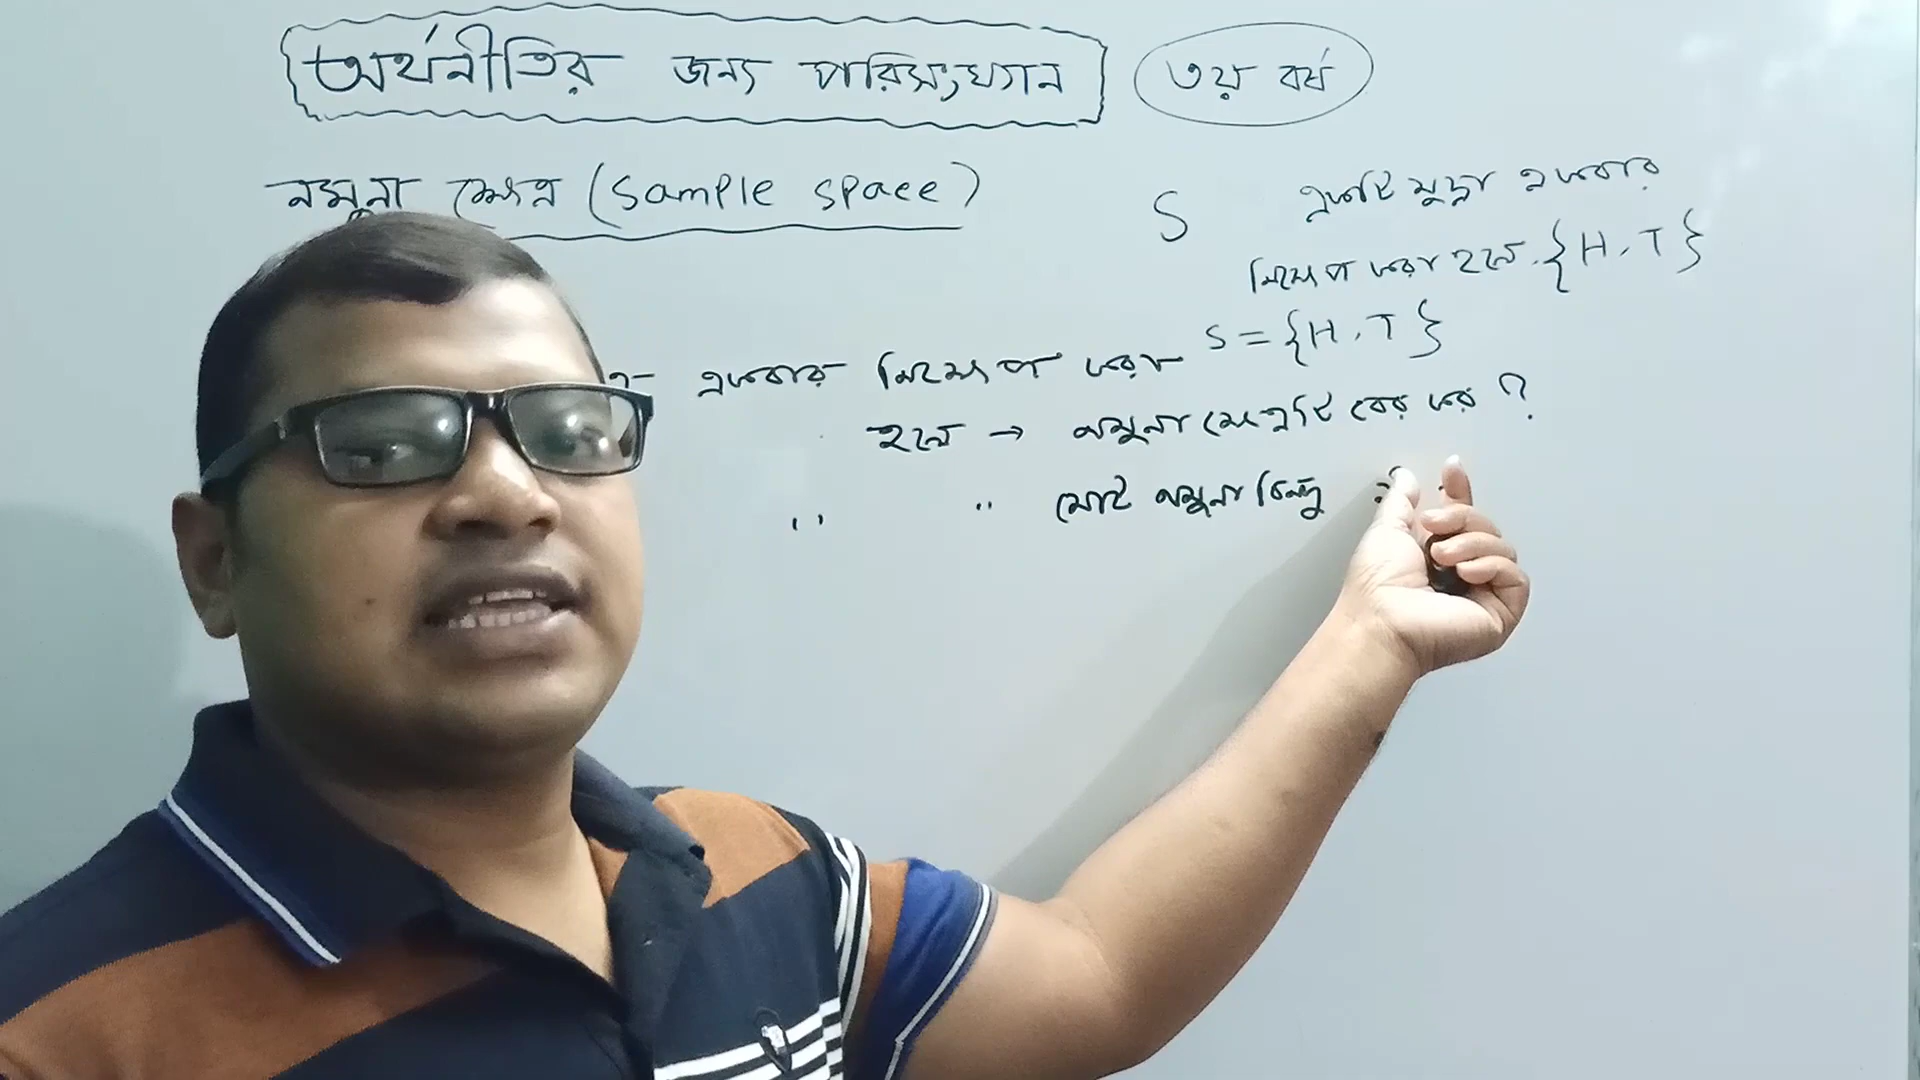 অর্থনীতির জন্য পরিসংখ্যান ৩য় বর্ষ
নমুনা ক্ষেত্র (Sample space)
S একটি মুদ্রা একবার
নিক্ষেপ করা হলে. {H, T}
S = {H, T}
একবার নিক্ষেপ করা
হলে → নমুনা ক্ষেত্রটি বের কর ?
" " মোট নমুনা বিন্দু